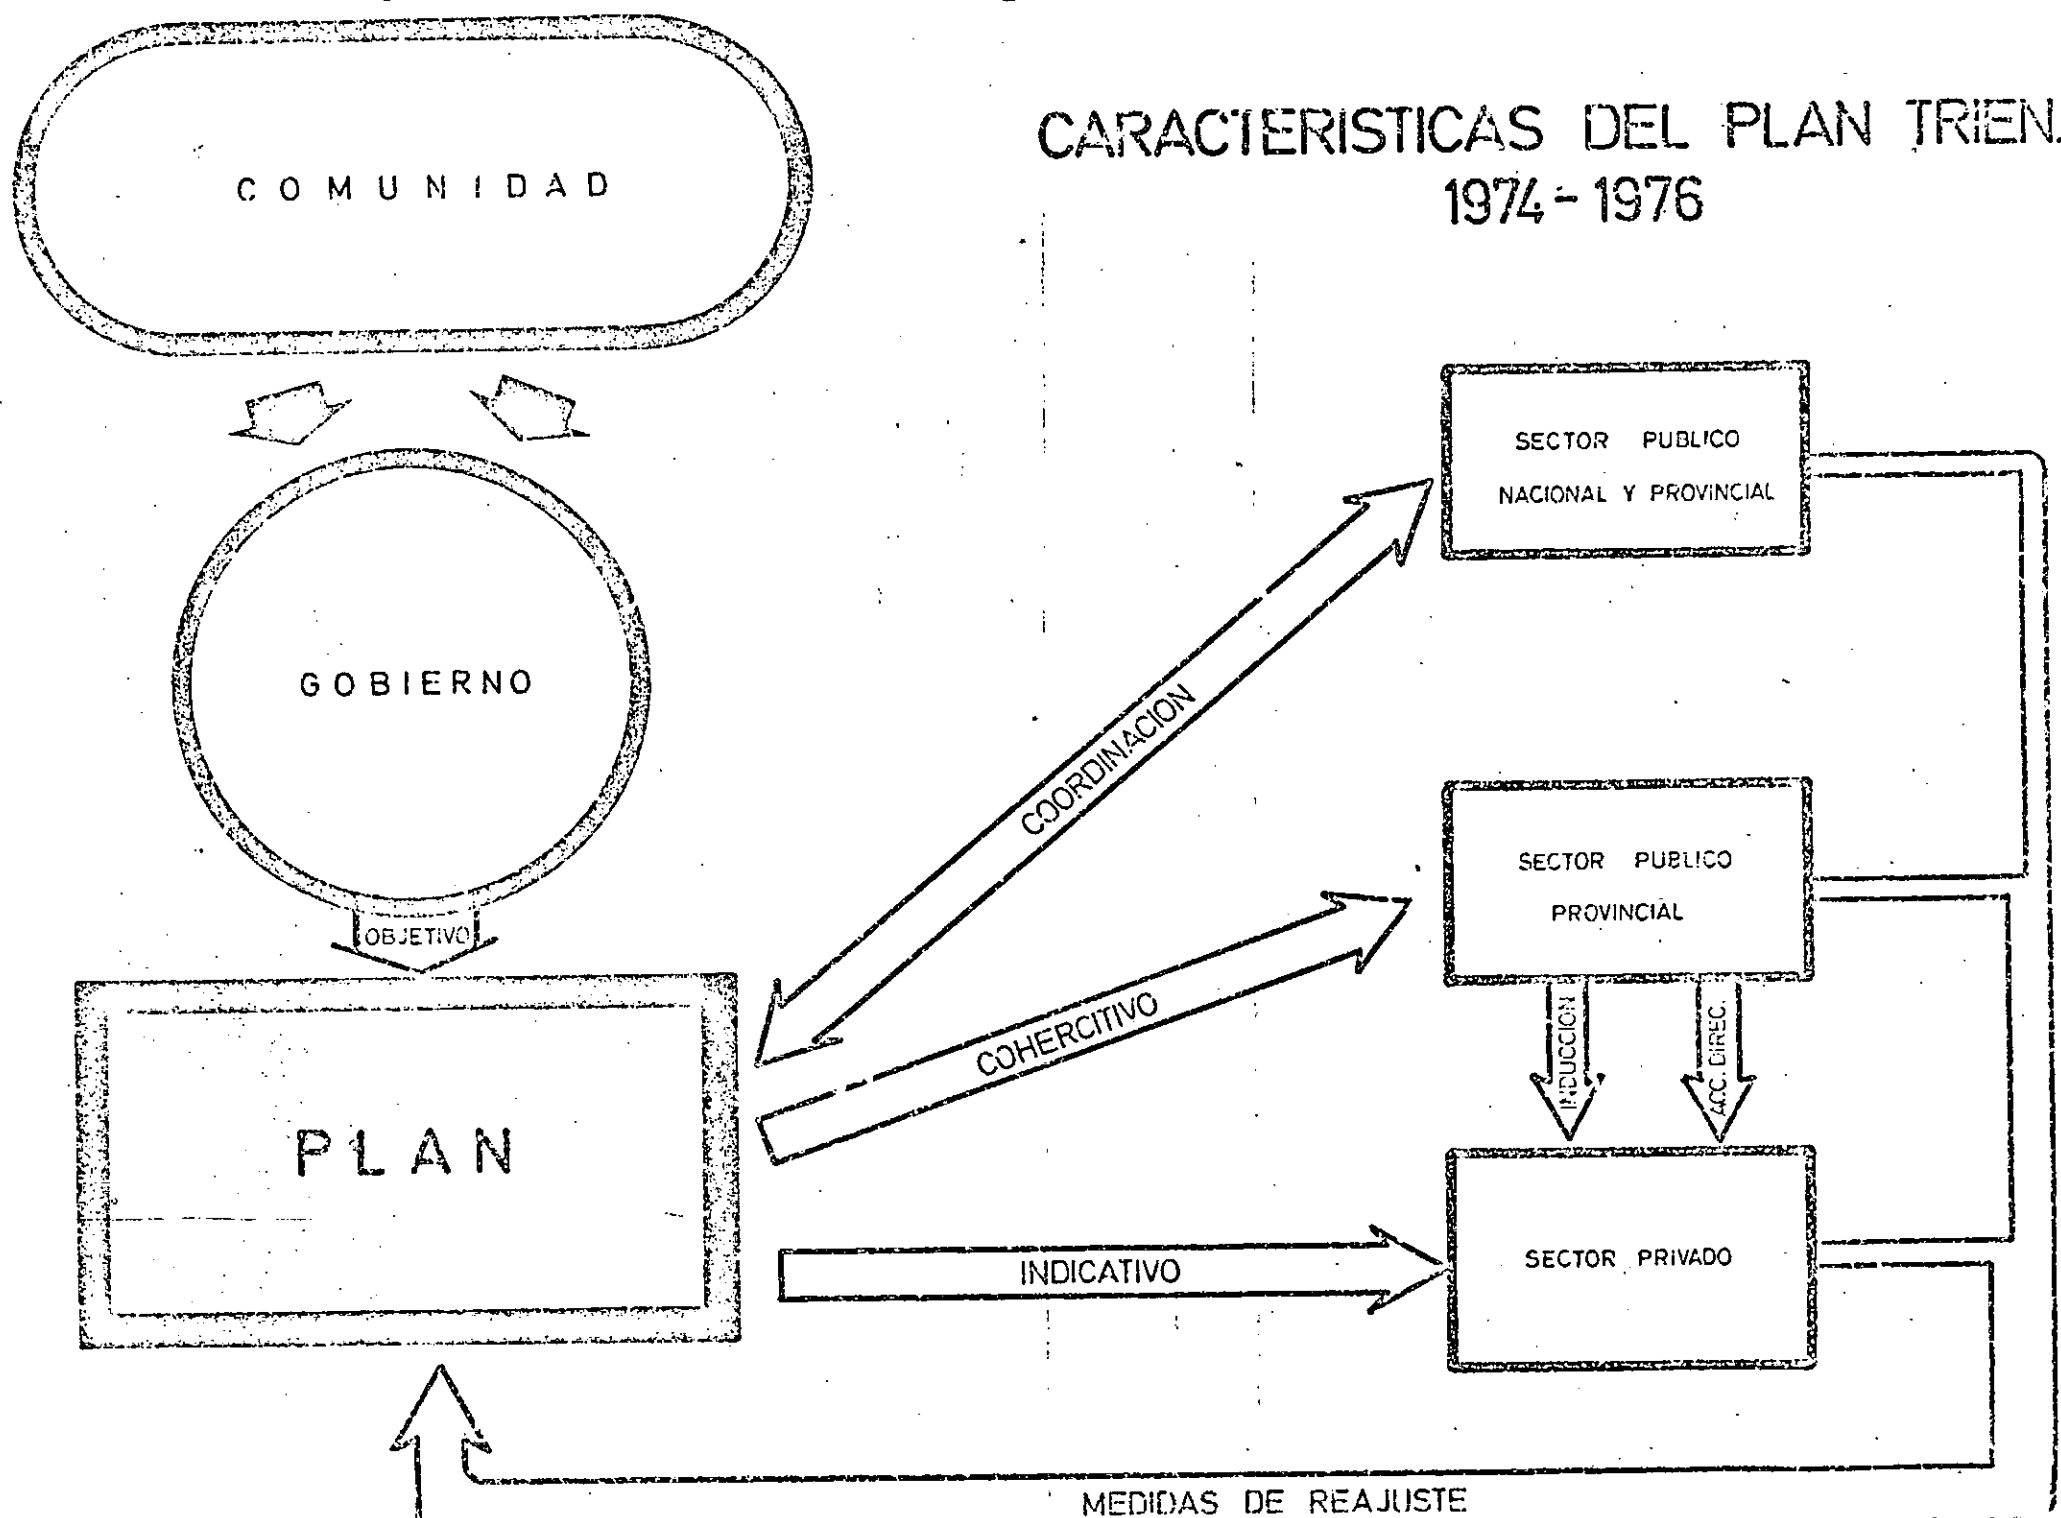 CARACTERISTICAS DEL PLAN TRIEN.
1974-1976
COMUNIDAD
GOBIERNO
OBJETIVO
PLAN
COORDINACION
COHERCITIVO
INDICATIVO
SECTOR PUBLICO
NACIONAL Y PROVINCIAL
SECTOR PUBLICO
PROVINCIAL
INDUCCION
ACC. DIREC.
SECTOR PRIVADO
MEDIDAS DE REAJUSTE